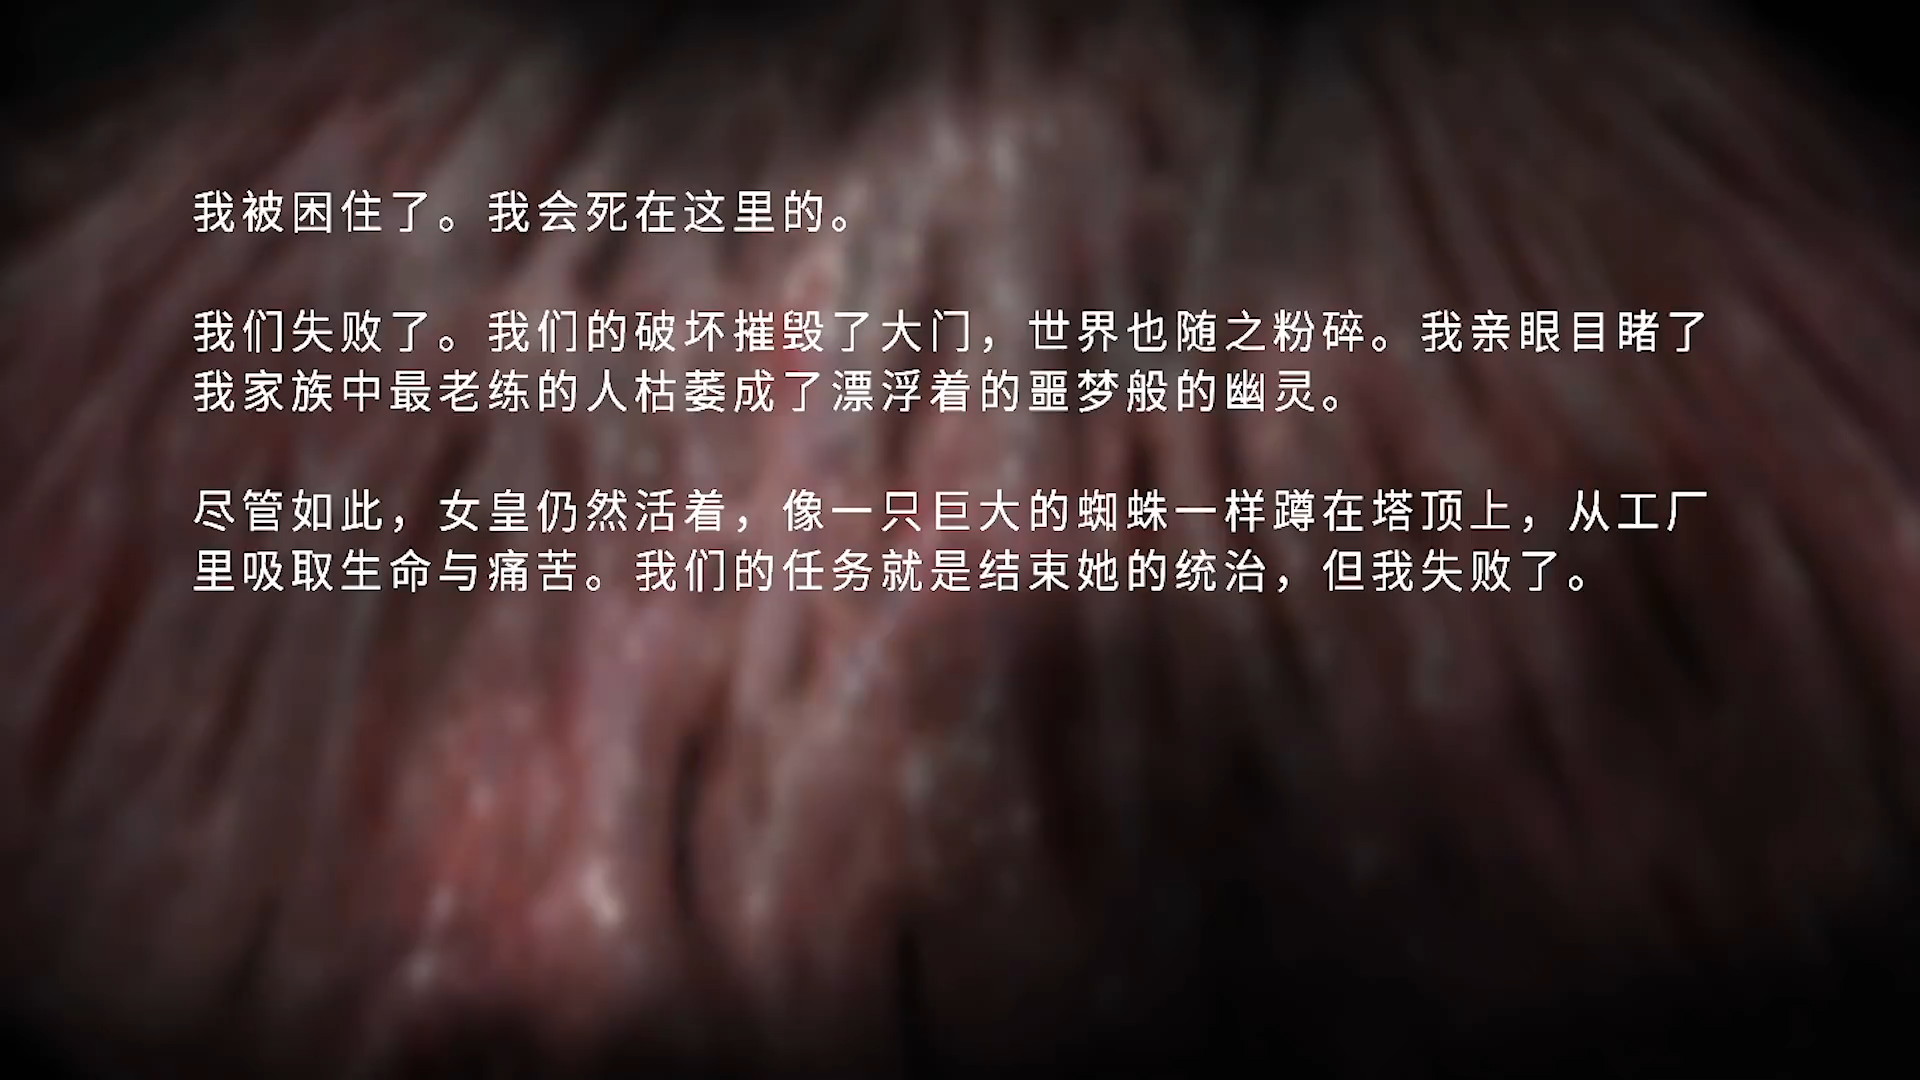 我被困住了。我会死在这里的。
我们失败了。我们的破坏摧毁了大门，世界也随之粉碎。我亲眼目睹了
我家族中最老练的人枯萎成了漂浮着的噩梦般的幽灵。
尽管如此，女皇仍然活着，像一只巨大的蜘蛛一样蹲在塔顶上，从工厂
里吸取生命与痛苦。我们的任务就是结束她的统治，但我失败了。